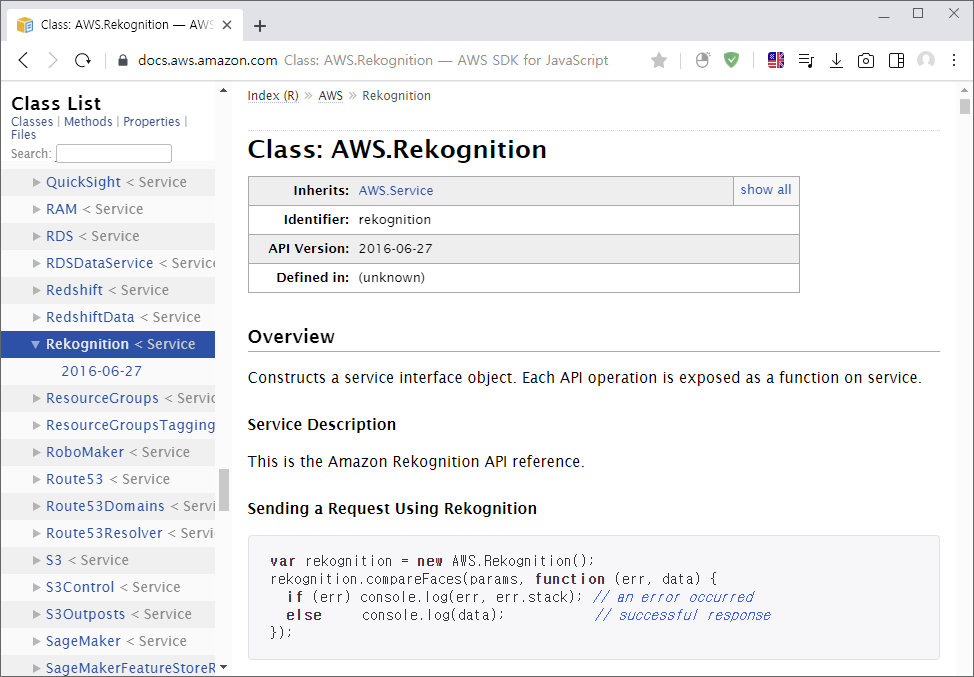 Class: AWS.Rekognition — AWS
docs.aws.amazon.com Class: AWS.Rekognition — AWS SDK for JavaScript
Class List
Classes | Methods | Properties |
Files
Search:
QuickSight < Service
RAM < Service
RDS < Service
RDSDataService < Service
Redshift < Service
RedshiftData < Service
Rekognition < Service
2016-06-27
ResourceGroups < Servic
ResourceGroupsTagging
RoboMaker < Service
Route53 < Service
Route53Domains < Servi
Route53Resolver < Servi
S3 < Service
S3Control < Service
S3Outposts < Service
SageMaker < Service
SageMakerFeatureStoreR
Index (R) » AWS » Rekognition
Class: AWS.Rekognition
Inherits: AWS.Service show all
Identifier: rekognition
API Version: 2016-06-27
Defined in: (unknown)
Overview
Constructs a service interface object. Each API operation is exposed as a function on service.
Service Description
This is the Amazon Rekognition API reference.
Sending a Request Using Rekognition
var rekognition = new AWS.Rekognition();
rekognition.compareFaces(params, function (err, data) {
if (err) console.log(err, err.stack); // an error occurred
else console.log(data); // successful response
});